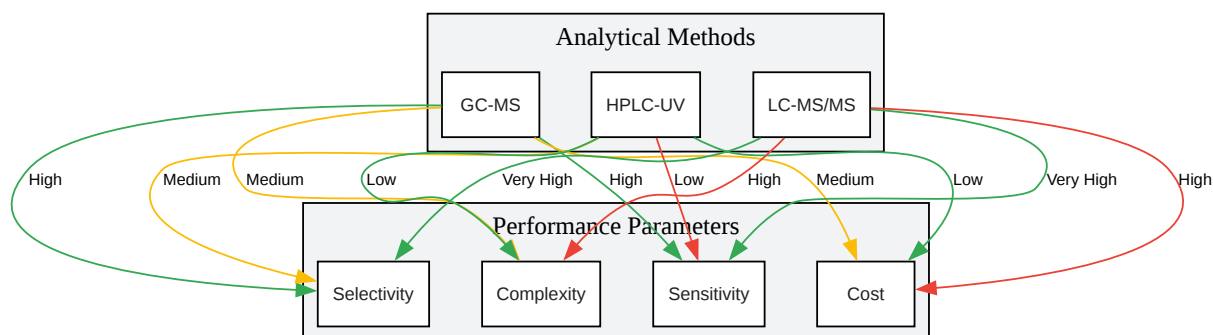 Analytical Methods
GC-MS
HPLC-UV
LC-MS/MS
High
Medium
Medium
Low
Very High
High
Low
High
Medium
Low
Very High
High
Performance Parameters
Selectivity
Complexity
Sensitivity
Cost